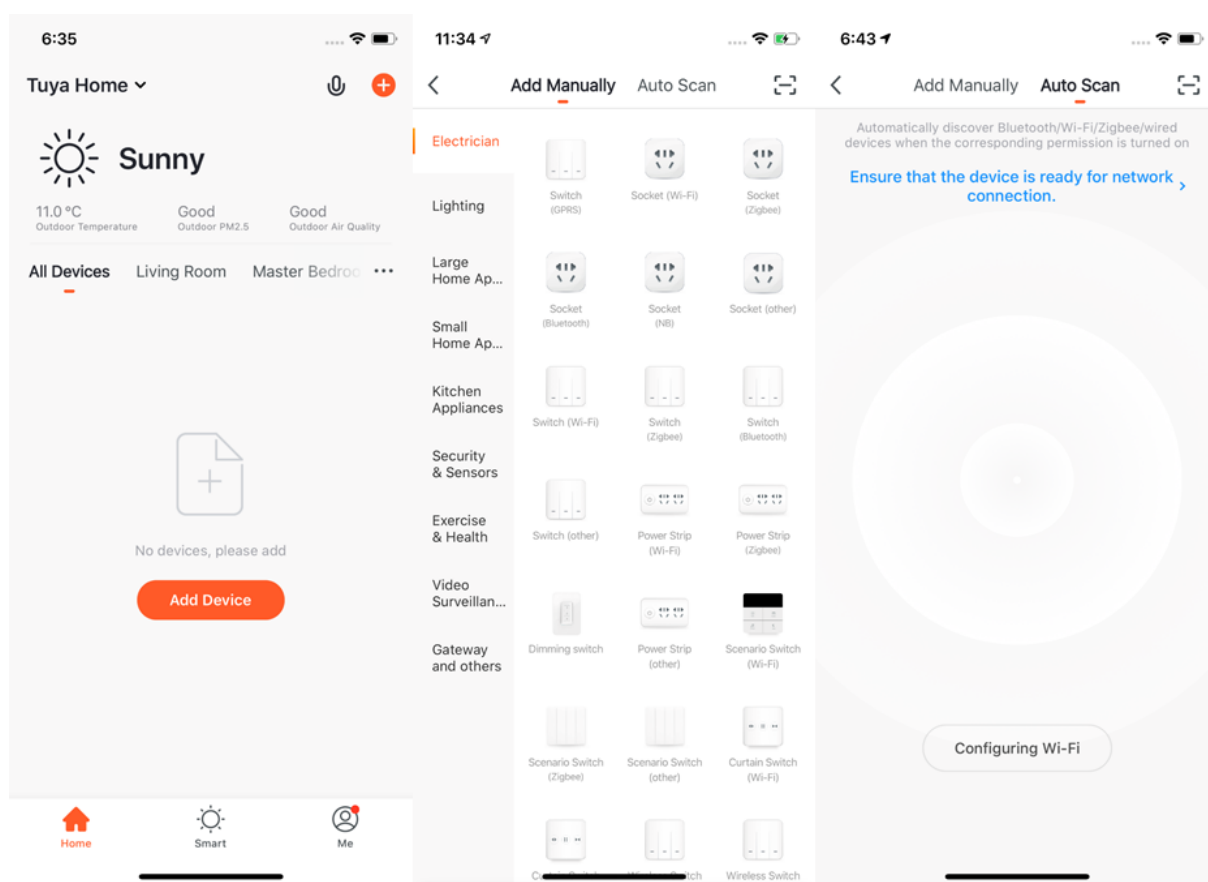 6:35
Tuya Home
Sunny
11.0 °C
Outdoor Temperature
Good
Outdoor PM2.5
Good
Outdoor Air Quality
All Devices
Living Room
Master Bedroo
No devices, please add
Add Device
Home
Smart
Me
11:34
Add Manually
Auto Scan
Electrician
Lighting
Large
Home Ap...
Small
Home Ap...
Kitchen
Appliances
Security
& Sensors
Exercise
& Health
Video
Surveillan...
Gateway
and others
Switch
(GPRS)
Socket (Wi-Fi)
Socket
(Zigbee)
Socket
(Bluetooth)
Socket
(NB)
Socket (other)
Switch (Wi-Fi)
Switch
(Zigbee)
Switch
(Bluetooth)
Switch (other)
Power Strip
(Wi-Fi)
Power Strip
(Zigbee)
Dimming switch
Power Strip
(other)
Scenario Switch
(Wi-Fi)
Scenario Switch
(Zigbee)
Scenario Switch
(other)
Curtain Switch
(Wi-Fi)
Wireless Switch
6:43
Add Manually
Auto Scan
Automatically discover Bluetooth/Wi-Fi/Zigbee/wired
devices when the corresponding permission is turned on
Ensure that the device is ready for network
connection.
Configuring Wi-Fi